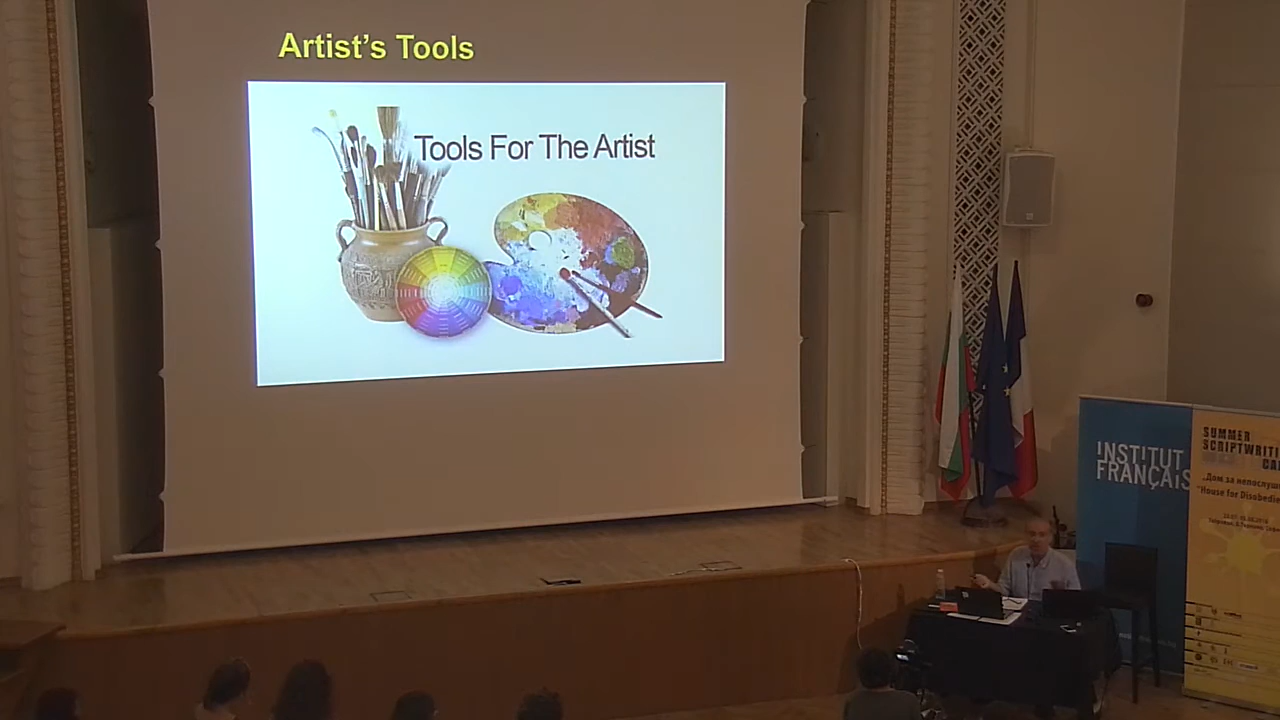 Artist's Tools
Tools For The Artist
INSTITUT
FRANÇAIS
SUMMER
SCRIPTWRITI
„Дом за непослуш
"House for Disobedie